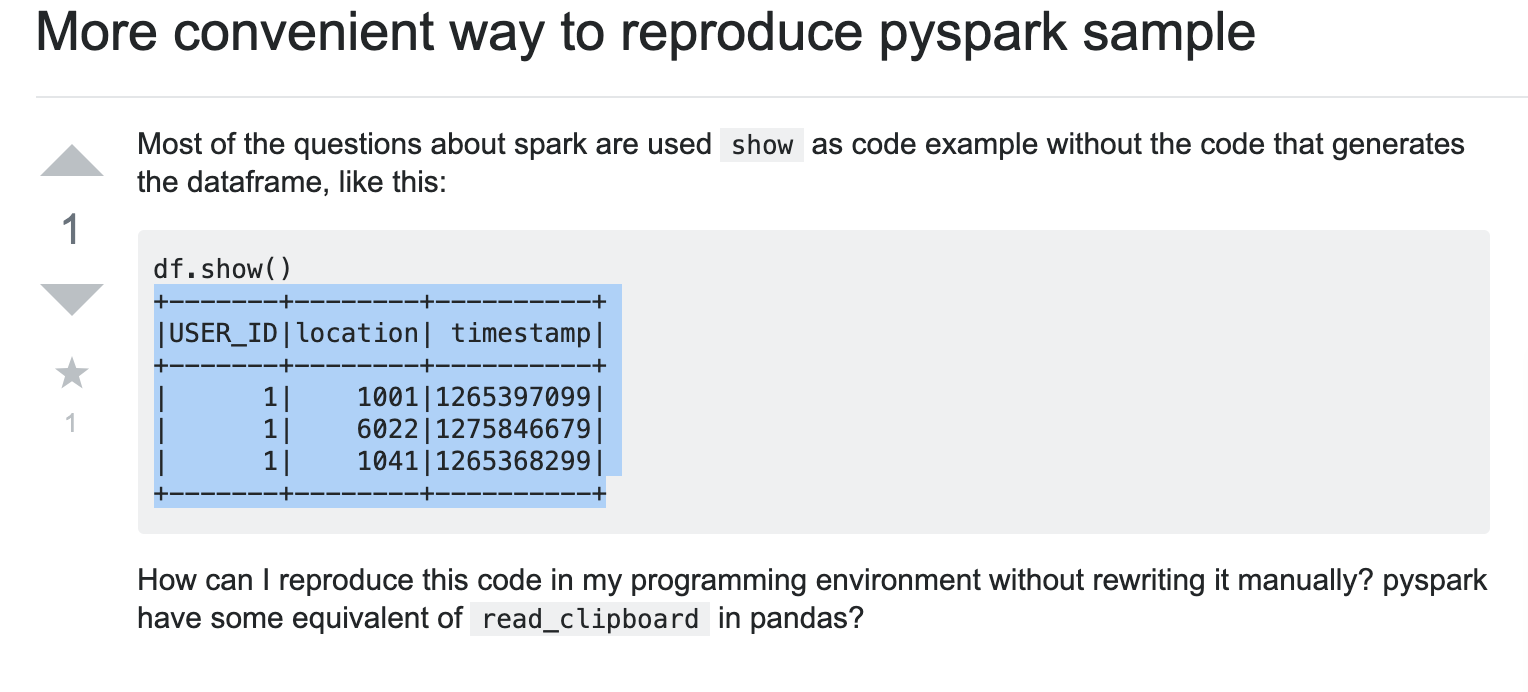 More convenient way to reproduce pyspark sample
Most of the questions about spark are used show as code example without the code that generates
the dataframe, like this:
1
df.show()
+-------+--------+----------+
|USER_ID|location| timestamp|
+-------+--------+----------+
|      1|    1001|1265397099|
|      1|    6022|1275846679|
|      1|    1041|1265368299|
+-------+--------+----------+
1
How can I reproduce this code in my programming environment without rewriting it manually? pyspark
have some equivalent of read_clipboard in pandas?